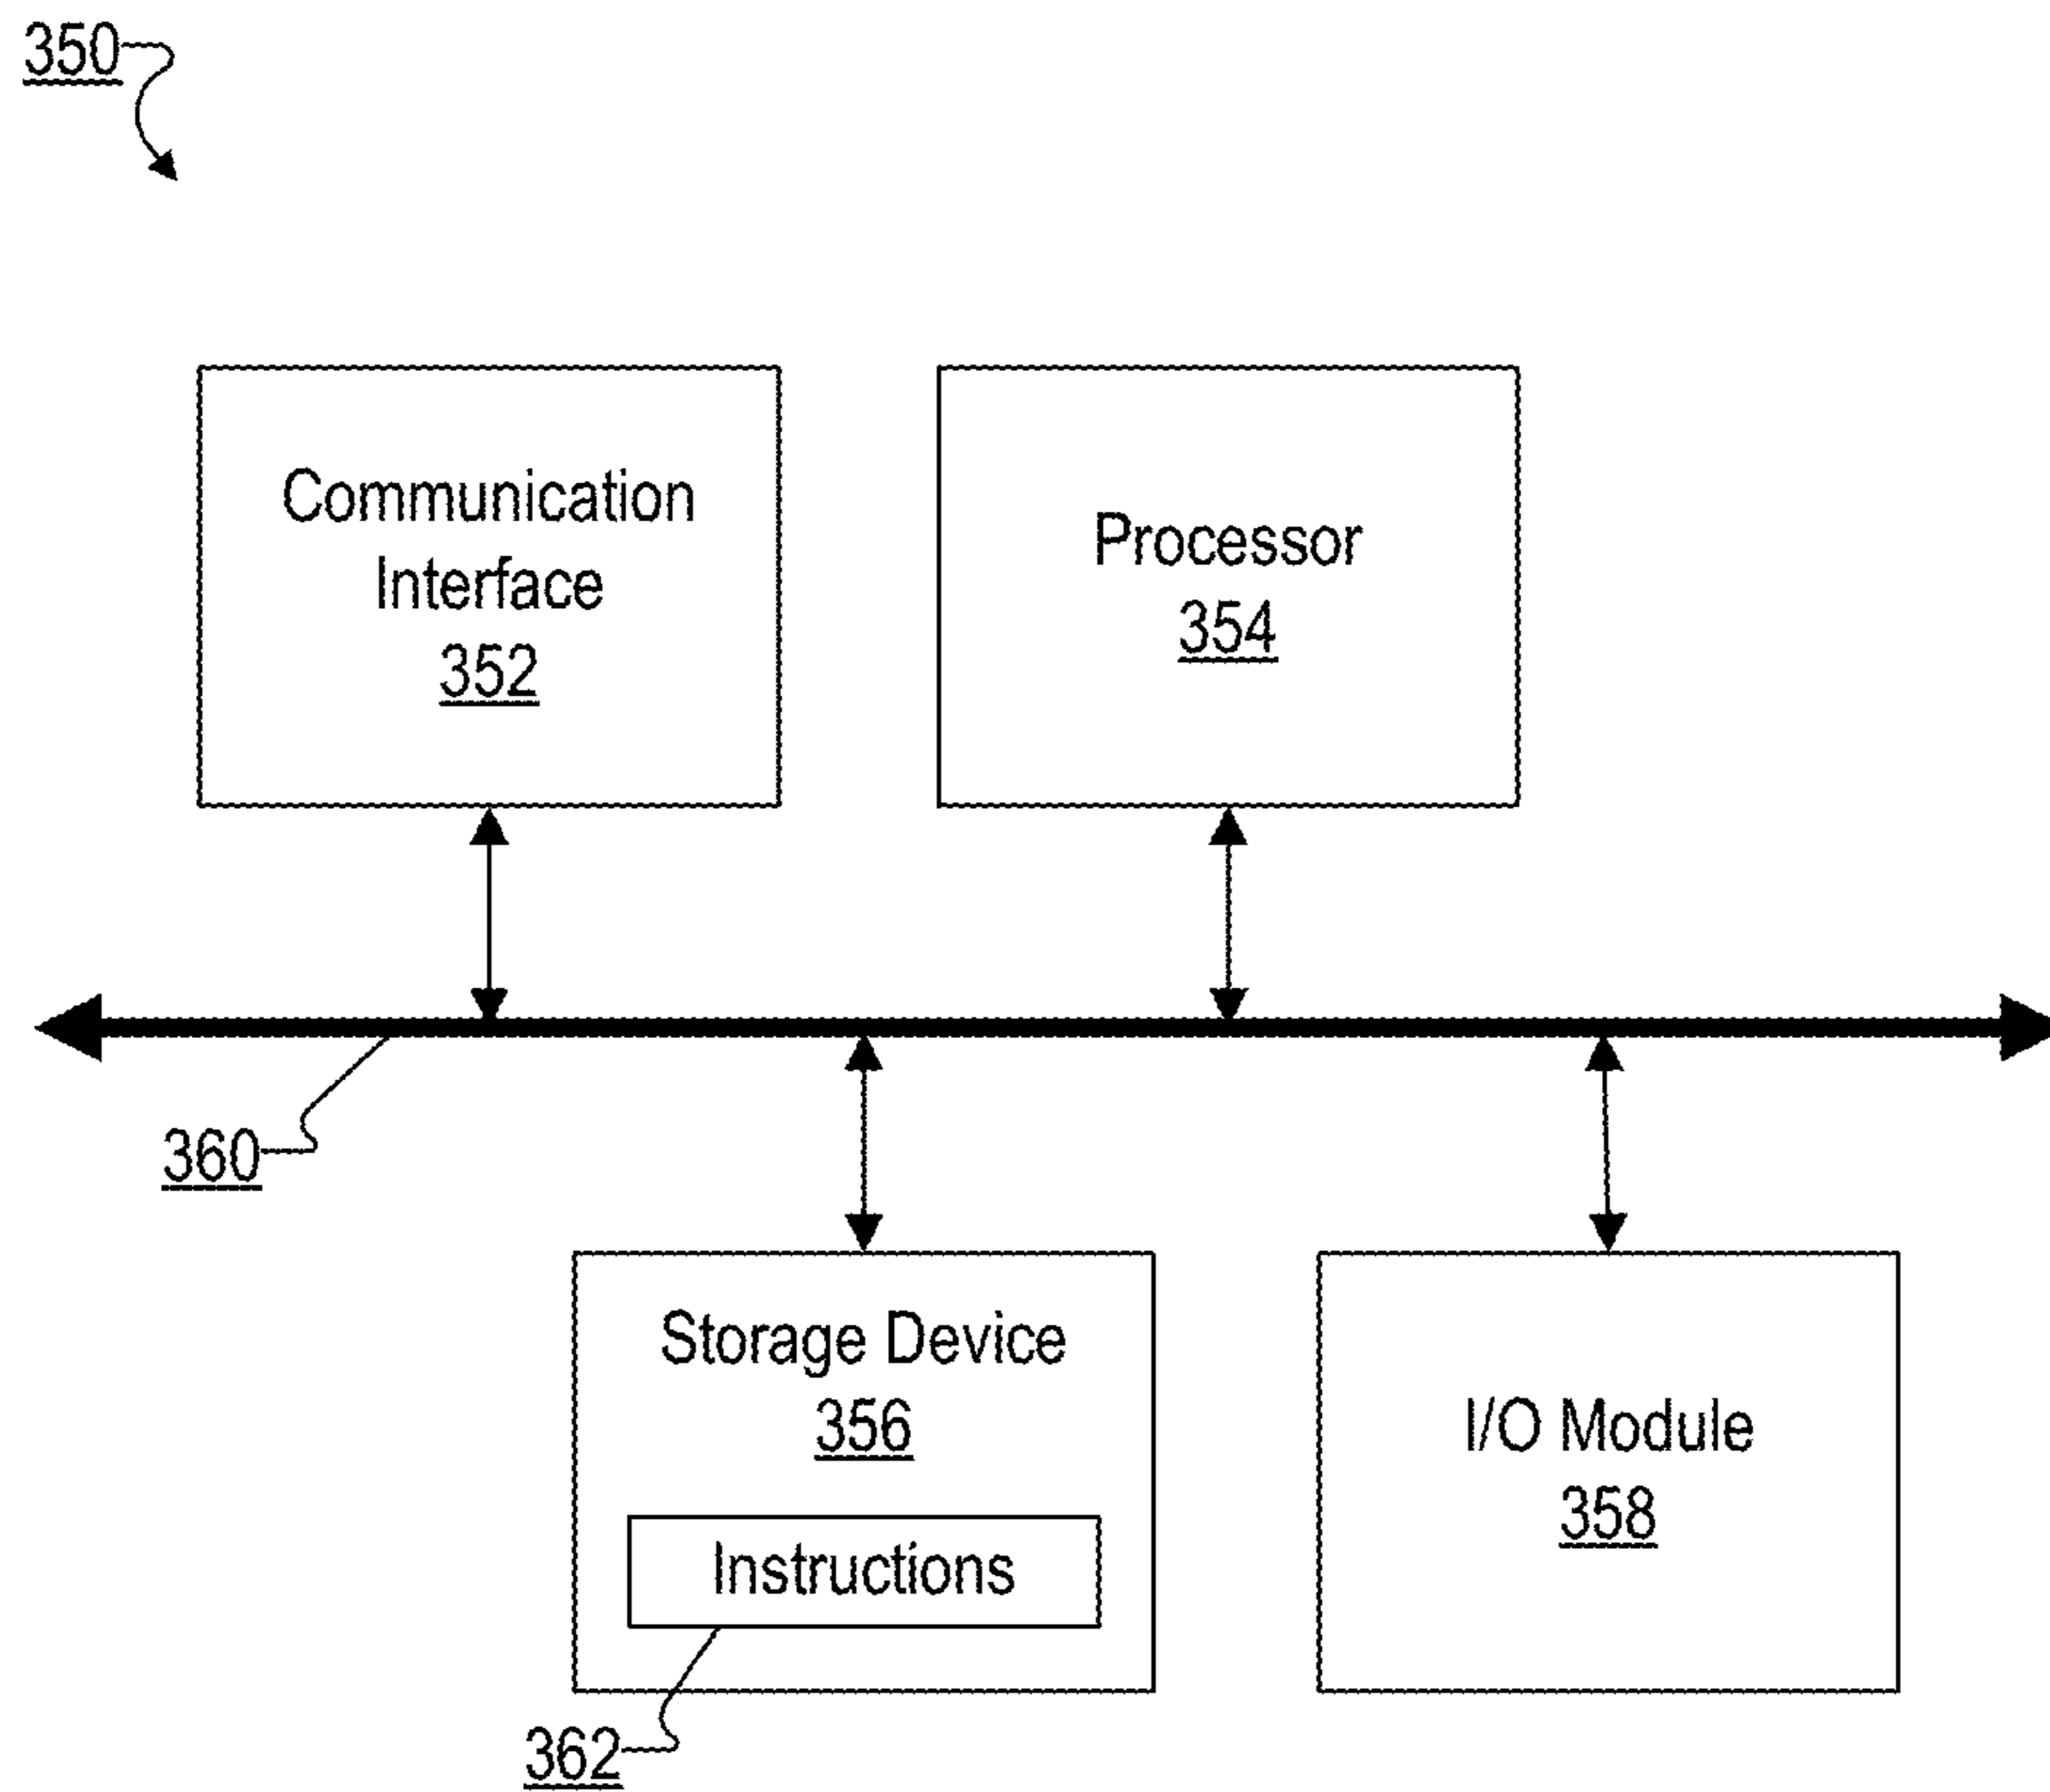 350
Communication
Interface
352
Processor
354
360
Storage Device
356
Instructions
362
I/O Module
358